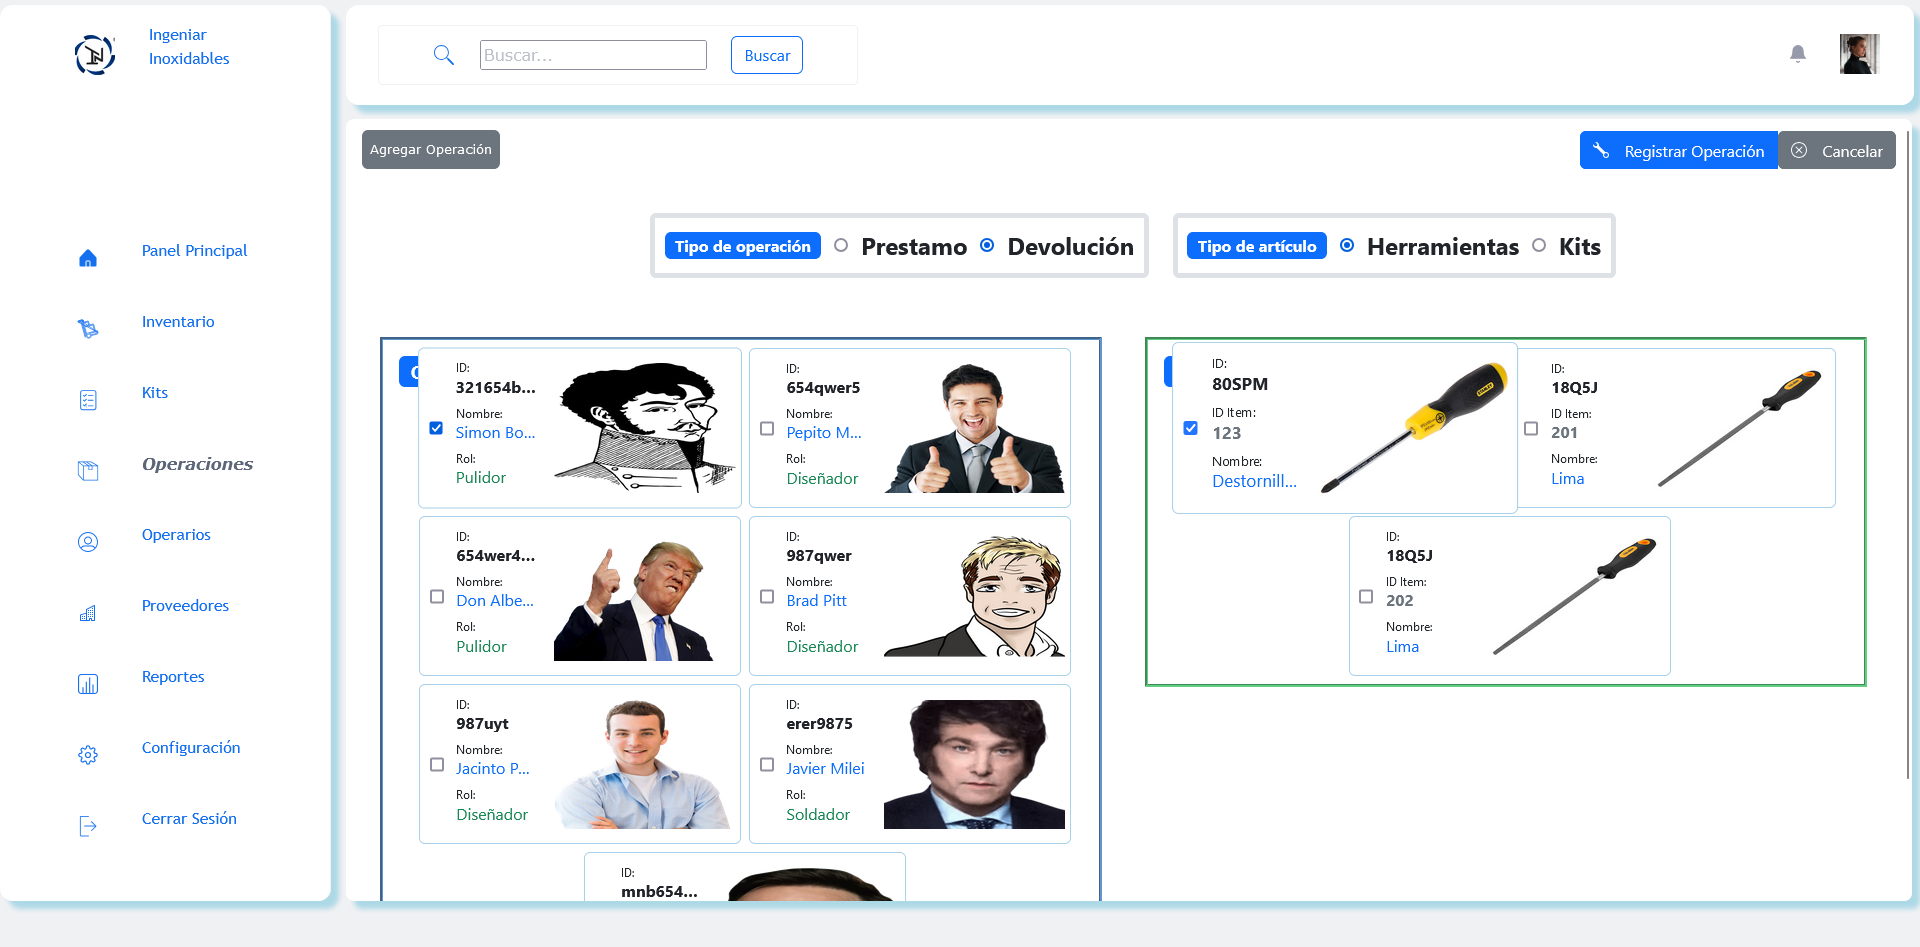 Ingeniar
Inoxidables
Buscar...
Buscar
Agregar Operación
Registrar Operación
Cancelar
Tipo de operación
Prestamo
Devolución
Tipo de artículo
Herramientas
Kits
Panel Principal
Inventario
Kits
Operaciones
Operarios
Proveedores
Reportes
Configuración
Cerrar Sesión
ID:
321654b...
Nombre:
Simon Bo...
Rol:
Pulidor
ID:
654qwer5
Nombre:
Pepito M...
Rol:
Diseñador
ID:
654wer4...
Nombre:
Don Albe...
Rol:
Pulidor
ID:
987qwer
Nombre:
Brad Pitt
Rol:
Diseñador
ID:
987uyt
Nombre:
Jacinto P...
Rol:
Diseñador
ID:
erer9875
Nombre:
Javier Milei
Rol:
Soldador
ID:
mnb654...
ID:
80SPM
ID Item:
123
Nombre:
Destornill...
STANLEY
ID:
18Q5J
ID Item:
201
Nombre:
Lima
ID:
18Q5J
ID Item:
202
Nombre:
Lima